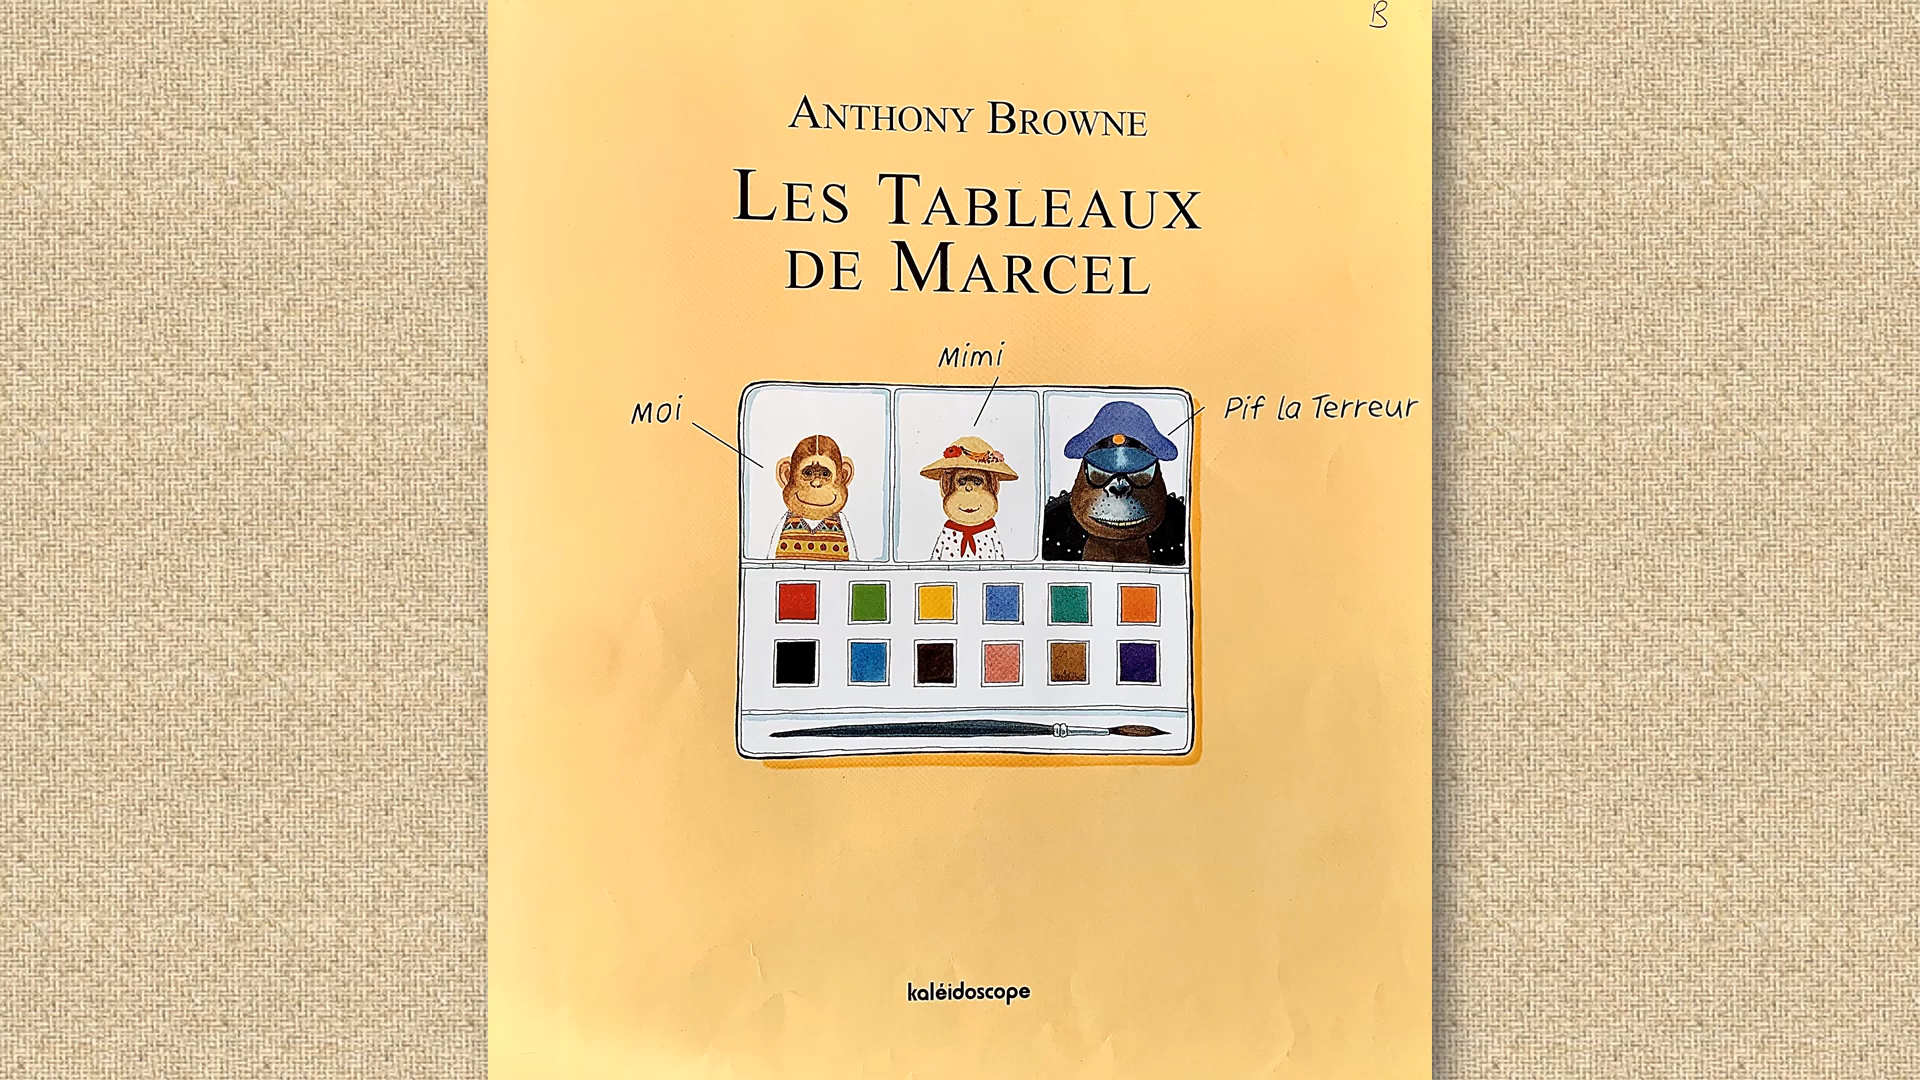 B
ANTHONY BROWNE
LES TABLEAUX
DE MARCEL
Mimi
Moi
Pif la Terreur
kaléidoscope